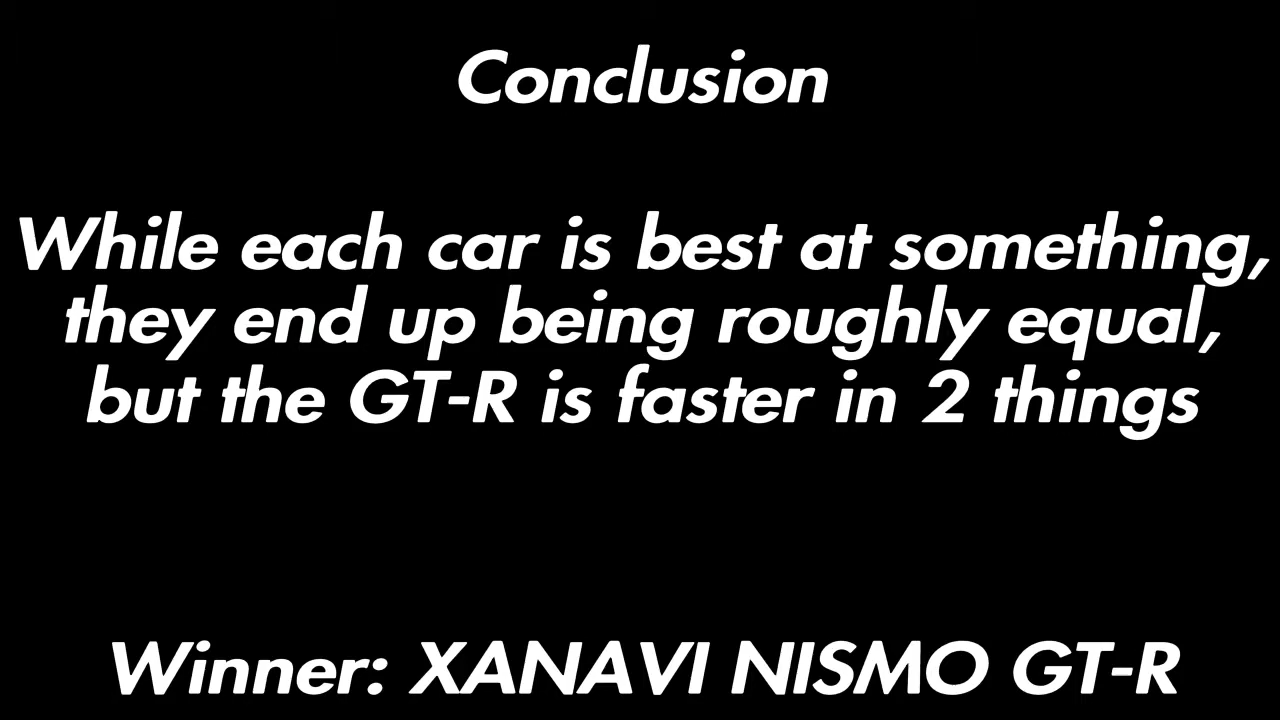 Conclusion
While each car is best at something,
they end up being roughly equal,
but the GT-R is faster in 2 things
Winner: XANAVI NISMO GT-R